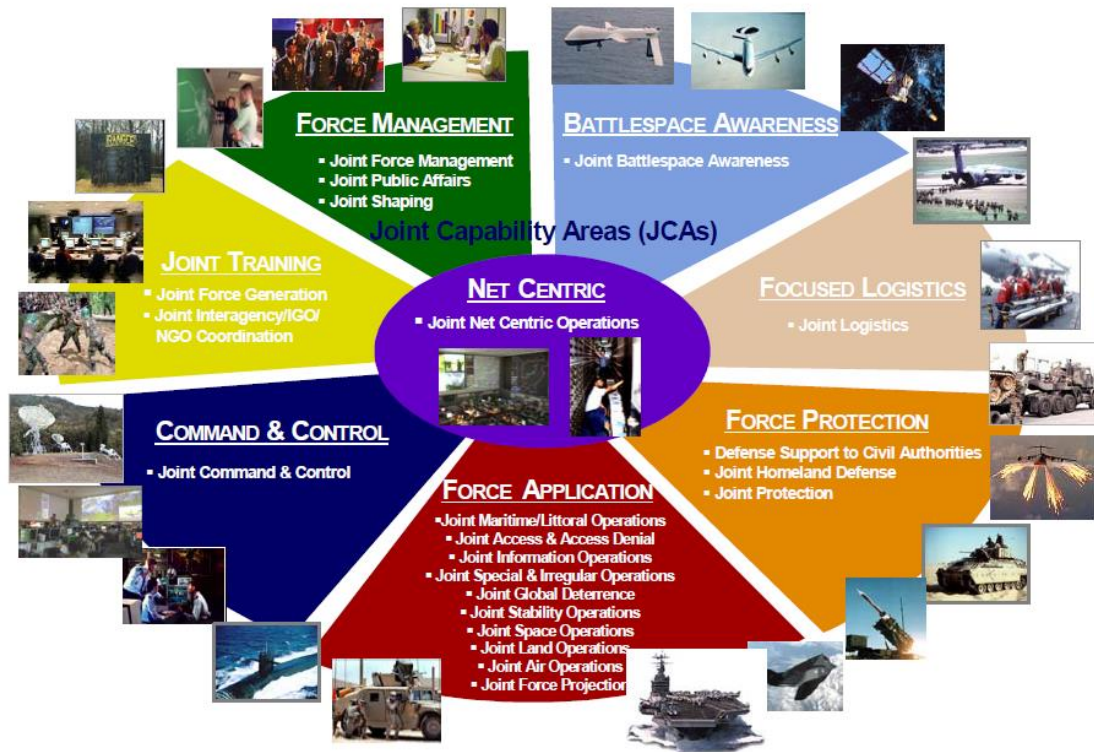 FORCE MANAGEMENT
▪ Joint Force Management
▪ Joint Public Affairs
▪ Joint Shaping
BATTLESPACE AWARENESS
▪ Joint Battlespace Awareness
Joint Capability Areas (JCAs)
RANGER
JOINT TRAINING
▪ Joint Force Generation
▪ Joint Interagency/IGO/
NGO Coordination
NET CENTRIC
▪ Joint Net Centric Operations
FOCUSED LOGISTICS
▪ Joint Logistics
COMMAND & CONTROL
▪ Joint Command & Control
FORCE PROTECTION
▪ Defense Support to Civil Authorities
▪ Joint Homeland Defense
▪ Joint Protection
FORCE APPLICATION
▪Joint Maritime/Littoral Operations
▪ Joint Access & Access Denial
▪ Joint Information Operations
▪ Joint Special & Irregular Operations
▪ Joint Global Deterrence
▪ Joint Stability Operations
▪ Joint Space Operations
▪ Joint Land Operations
▪ Joint Air Operations
▪ Joint Force Projection